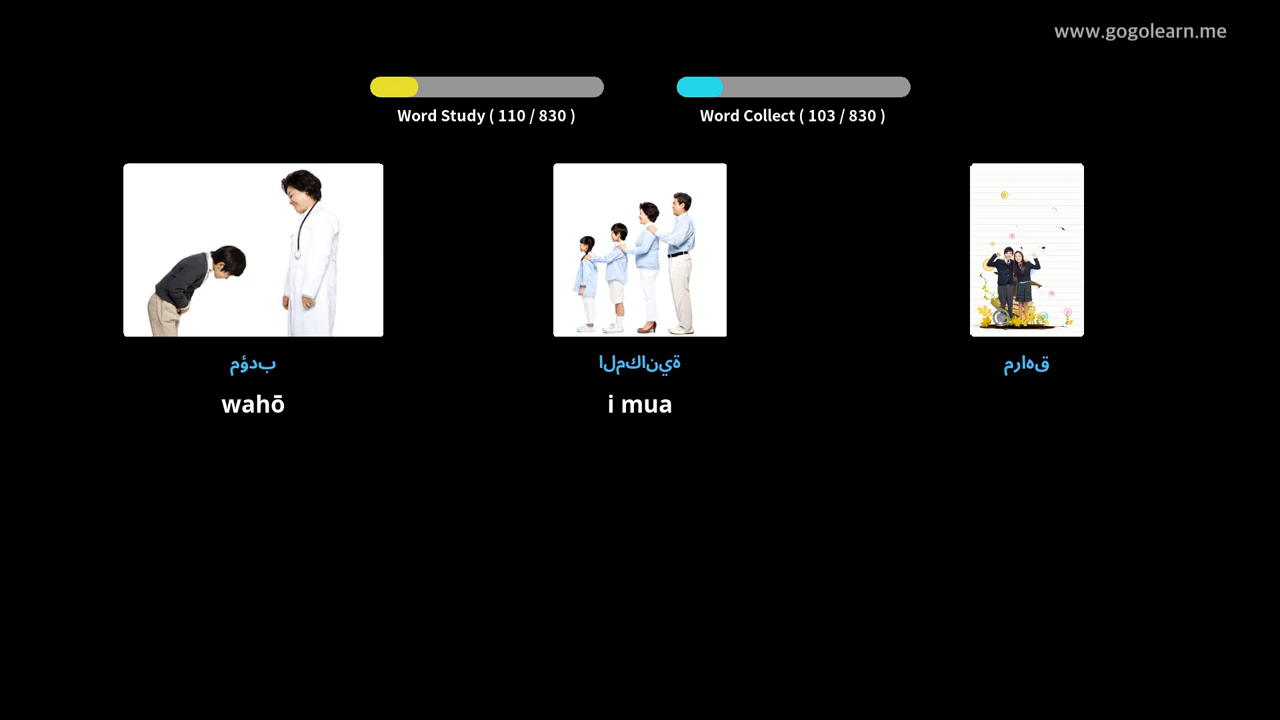 www.gogolearn.me
Word Study ( 110 / 830 )
Word Collect ( 103 / 830 )
مؤدب
wahō
المكانية
i mua
مراهق